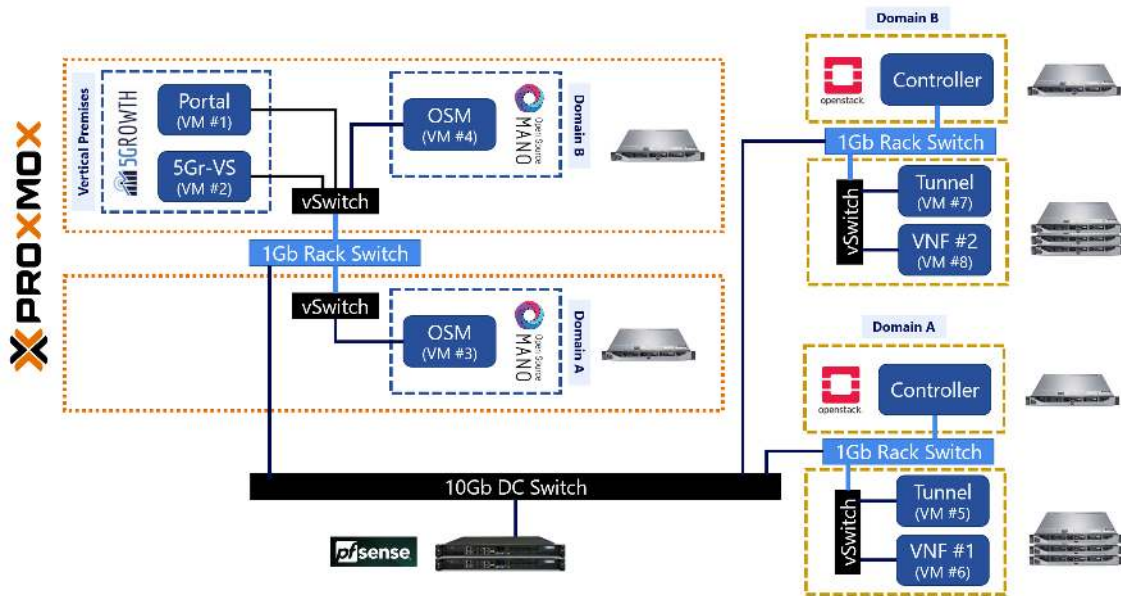 PROXMOX
Vertical Premises
5GROWTH
Portal
(VM #1)
5Gr-VS
(VM #2)
OSM
(VM #4)
Open Source
MANO
Domain B
vSwitch
1Gb Rack Switch
vSwitch
OSM
(VM #3)
Open Source
MANO
Domain A
10Gb DC Switch
pfsense
Domain B
openstack.
Controller
1Gb Rack Switch
vSwitch
Tunnel
(VM #7)
VNF #2
(VM #8)
Domain A
openstack.
Controller
1Gb Rack Switch
vSwitch
Tunnel
(VM #5)
VNF #1
(VM #6)